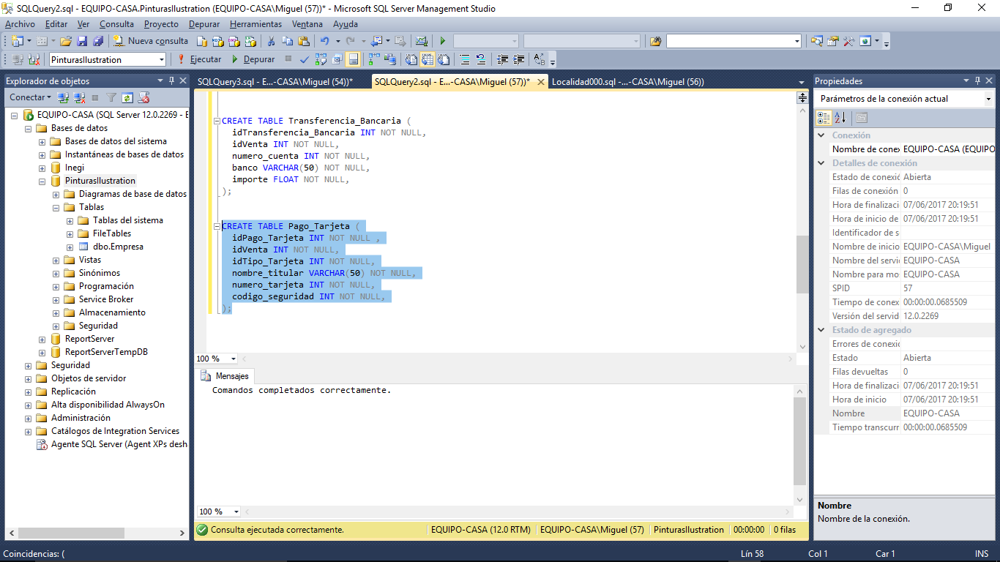 SQLQuery2.sql - EQUIPO-CASA.PinturasIlustration (EQUIPO-CASA\Miguel (57))* - Microsoft SQL Server Management Studio
Archivo Editar Ver Consulta Proyecto Depurar Herramientas Ventana Ayuda
Nueva consulta
PinturasIlustration Ejecutar Depurar
Explorador de objetos
Conectar
EQUIPO-CASA (SQL Server 12.0.2269 - E
Bases de datos
Bases de datos del sistema
Instantáneas de bases de datos
Inegi
PinturasIlustration
Diagramas de base de datos
Tablas
Tablas del sistema
FileTables
dbo.Empresa
Vistas
Sinónimos
Programación
Service Broker
Almacenamiento
Seguridad
ReportServer
ReportServerTempDB
Seguridad
Objetos de servidor
Replicación
Alta disponibilidad AlwaysOn
Administración
Catálogos de Integration Services
Agente SQL Server (Agent XPs desh
SQLQuery3.sql - E...-CASA\Miguel (54))* SQLQuery2.sql - E...-CASA\Miguel (57))* Localidad000.sql -...-CASA\Miguel (56))
CREATE TABLE Transferencia_Bancaria (
idTransferencia_Bancaria INT NOT NULL,
idVenta INT NOT NULL,
numero_cuenta INT NOT NULL,
banco VARCHAR(50) NOT NULL,
importe FLOAT NOT NULL,
);
CREATE TABLE Pago_Tarjeta (
idPago_Tarjeta INT NOT NULL ,
idVenta INT NOT NULL,
idTipo_Tarjeta INT NOT NULL,
nombre_titular VARCHAR(50) NOT NULL,
numero_tarjeta INT NOT NULL,
codigo_seguridad INT NOT NULL,
);
100 %
Mensajes
Comandos completados correctamente.
100 %
Consulta ejecutada correctamente. EQUIPO-CASA (12.0 RTM) EQUIPO-CASA\Miguel (57) PinturasIlustration 00:00:00 0 filas
Propiedades
Parámetros de la conexión actual
Conexión
Nombre de conex EQUIPO-CASA (EQUIPO
Detalles de conexión
Estado de conexió Abierta
Filas de conexión 0
Hora de finalizaci 07/06/2017 20:19:51
Hora de inicio de 07/06/2017 20:19:51
Identificador de s
Nombre de inicio EQUIPO-CASA\Miguel
Nombre del servi EQUIPO-CASA
Nombre para mo EQUIPO-CASA
SPID 57
Tiempo de conex 00:00:00.0685509
Versión del servid 12.0.2269
Estado de agregado
Errores de conexió
Estado Abierta
Filas devueltas 0
Hora de finalizaci 07/06/2017 20:19:51
Hora de inicio 07/06/2017 20:19:51
Nombre EQUIPO-CASA
Tiempo transcurr 00:00:00.0685509
Nombre
Nombre de la conexión.
Coincidencias: ( Lín 58 Col 1 Car 1 INS